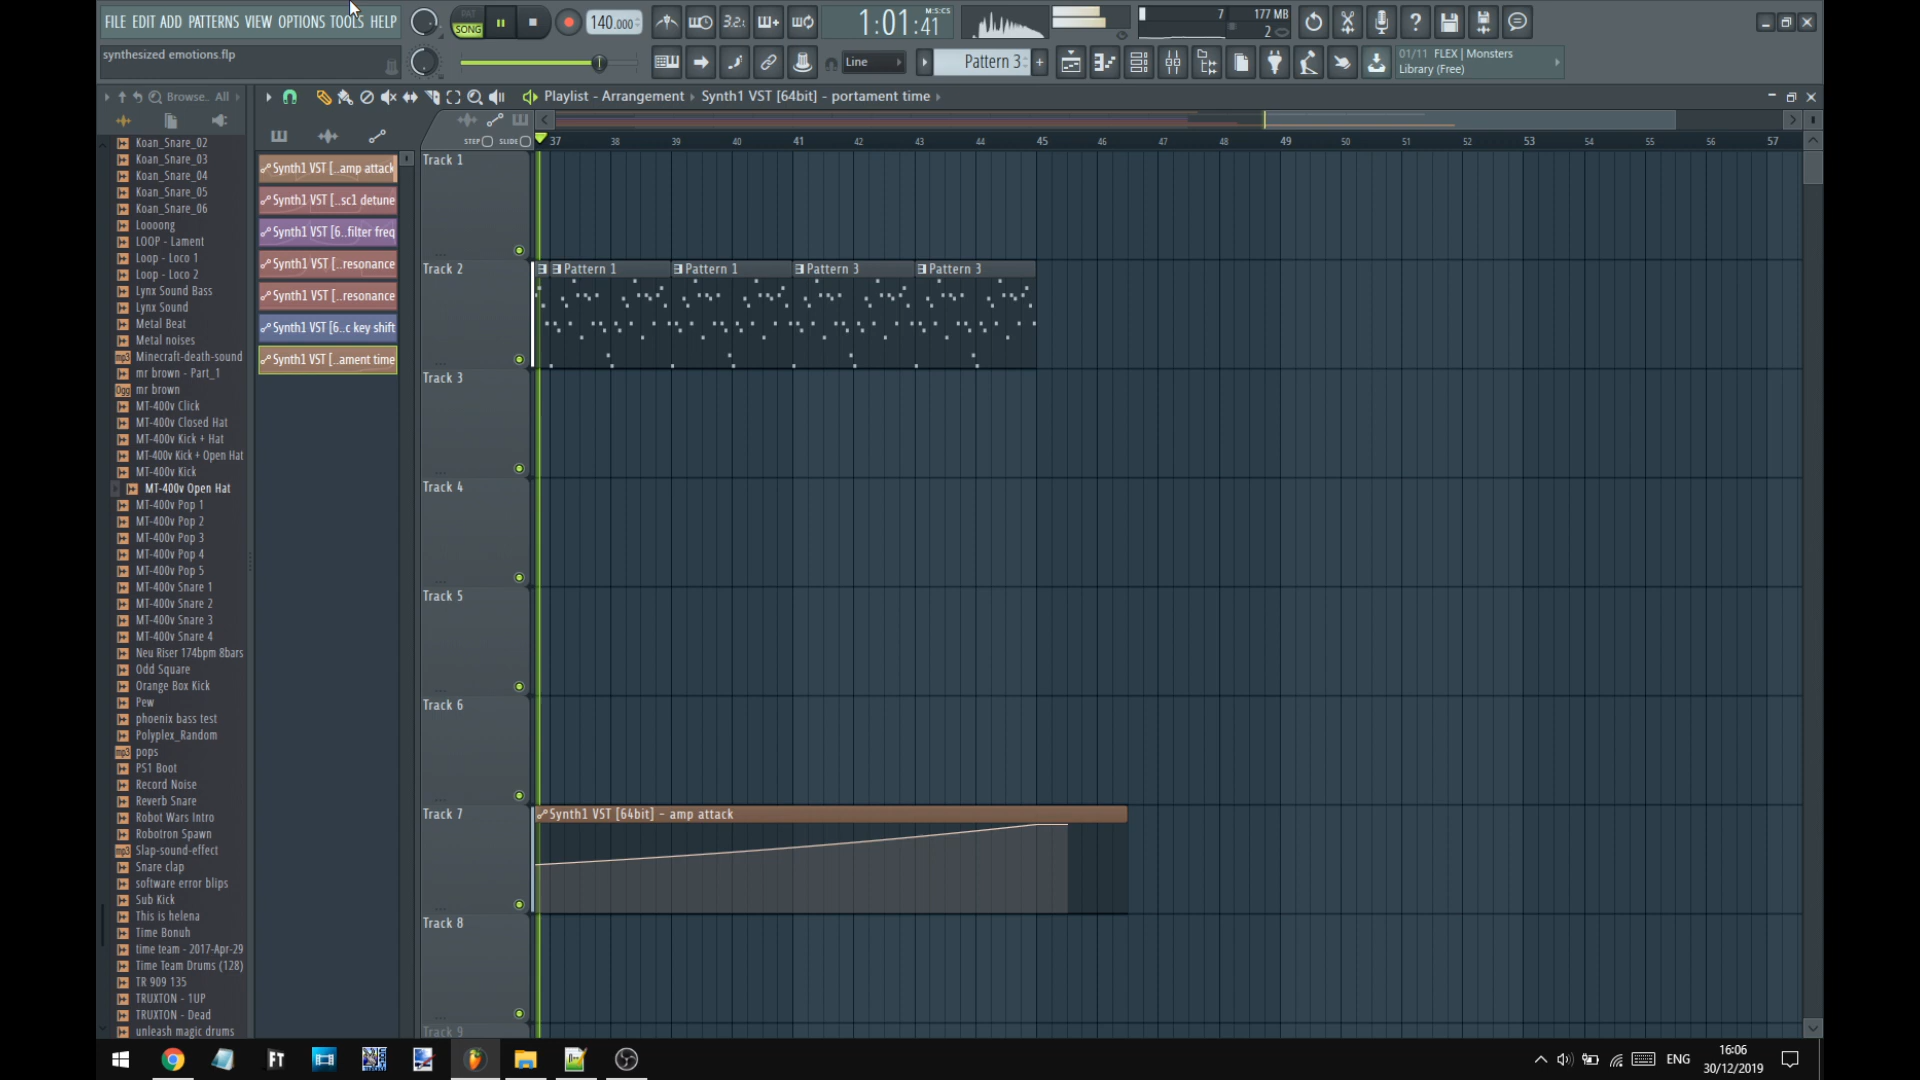 FILE EDIT ADD PATTERNS VIEW OPTIONS TOOLS HELP
PAT
SONG
140.000
3.2.
1:01:41
M:S:CS
7
177 MB
2
synthesized emotions.flp
Line
Pattern 3
+
01/11 FLEX | Monsters
Library (Free)
Browse.. All
Playlist - Arrangement › Synth1 VST [64bit] - portament time ›
STEP SLIDE
37 38 39 40 41 42 43 44 45 46 47 48 49 50 51 52 53 54 55 56 57
Koan_Snare_02
Koan_Snare_03
Koan_Snare_04
Koan_Snare_05
Koan_Snare_06
Loooong
LOOP - Lament
Loop - Loco 1
Loop - Loco 2
Lynx Sound Bass
Lynx Sound
Metal Beat
Metal noises
mp3 Minecraft-death-sound
mr brown - Part_1
ogg mr brown
MT-400v Click
MT-400v Closed Hat
MT-400v Kick + Hat
MT-400v Kick + Open Hat
MT-400v Kick
MT-400v Open Hat
MT-400v Pop 1
MT-400v Pop 2
MT-400v Pop 3
MT-400v Pop 4
MT-400v Pop 5
MT-400v Snare 1
MT-400v Snare 2
MT-400v Snare 3
MT-400v Snare 4
Neu Riser 174bpm 8bars
Odd Square
Orange Box Kick
Pew
phoenix bass test
Polyplex_Random
mp3 pops
PS1 Boot
Record Noise
Reverb Snare
Robot Wars Intro
Robotron Spawn
mp3 Slap-sound-effect
Snare clap
software error blips
Sub Kick
This is helena
Time Bonuh
time team - 2017-Apr-29
Time Team Drums (128)
TR 909 135
TRUXTON - 1UP
TRUXTON - Dead
unleash magic drums
Synth1 VST [..amp attack
Synth1 VST [..sc1 detune
Synth1 VST [6..filter freq
Synth1 VST [..resonance
Synth1 VST [..resonance
Synth1 VST [6..c key shift
Synth1 VST [..ament time
Track 1
Track 2
Pattern 1
Pattern 1
Pattern 3
Pattern 3
Track 3
Track 4
Track 5
Track 6
Track 7
Synth1 VST [64bit] - amp attack
Track 8
Track 9
FT
ENG
16:06
30/12/2019